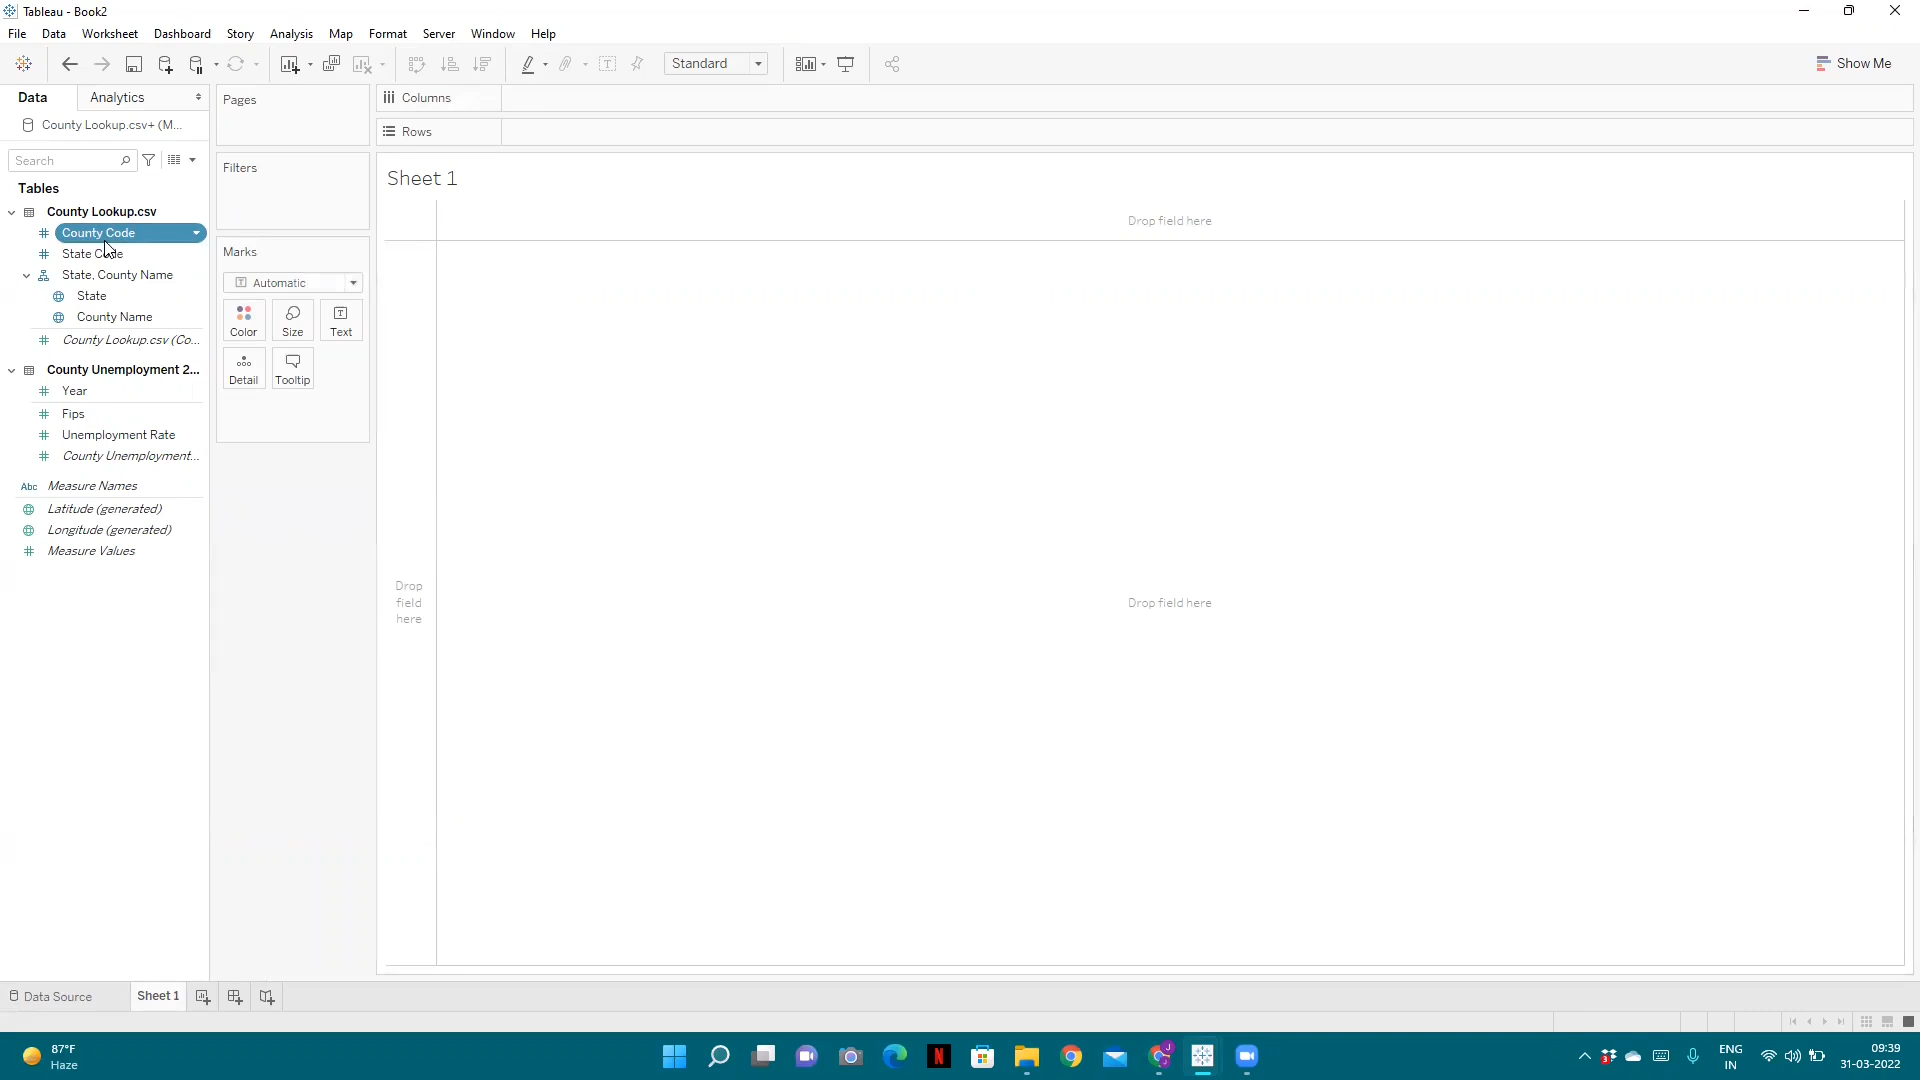 Tableau - Book2
File Data Worksheet Dashboard Story Analysis Map Format Server Window Help
Standard
Show Me
Data Analytics
County Lookup.csv+ (M...
Search
Tables
County Lookup.csv
County Code
State Code
State, County Name
State
County Name
County Lookup.csv (Co...
County Unemployment 2...
Year
Fips
Unemployment Rate
County Unemployment...
Abc Measure Names
Latitude (generated)
Longitude (generated)
Measure Values
Pages
Filters
Marks
Automatic
Color Size Text
Detail Tooltip
Columns
Rows
Sheet 1
Drop field here
Drop
field
here
Drop field here
Data Source Sheet 1
87°F
Haze
ENG
IN
09:39
31-03-2022